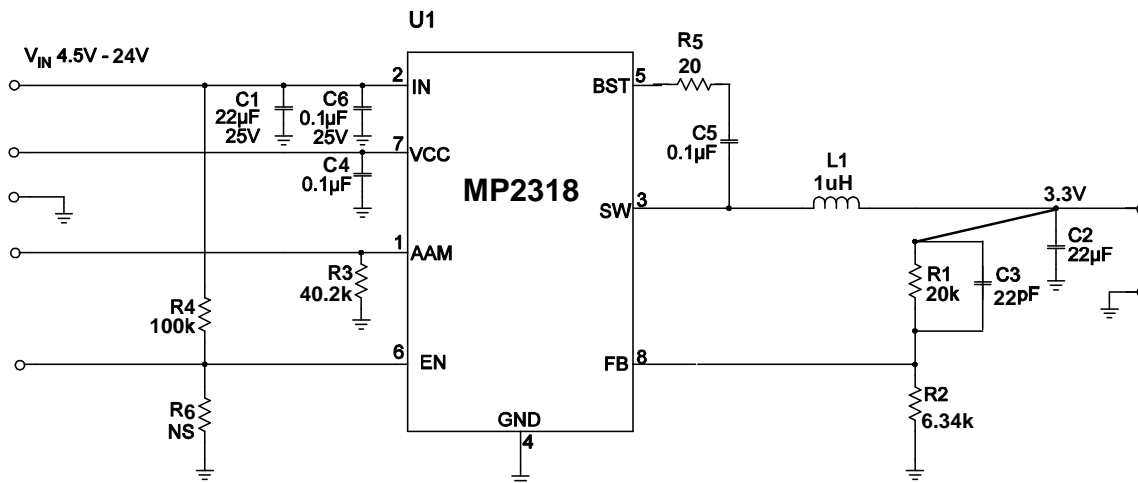 U1
V_IN 4.5V - 24V
2
IN
C1
22µF
25V
C6
0.1µF
25V
7
VCC
C4
0.1µF
1
AAM
R3
40.2k
R4
100k
6
EN
R6
NS
MP2318
GND
4
BST
5
R5
20
C5
0.1µF
SW
3
L1
1uH
3.3V
C2
22µF
R1
20k
C3
22pF
FB
8
R2
6.34k